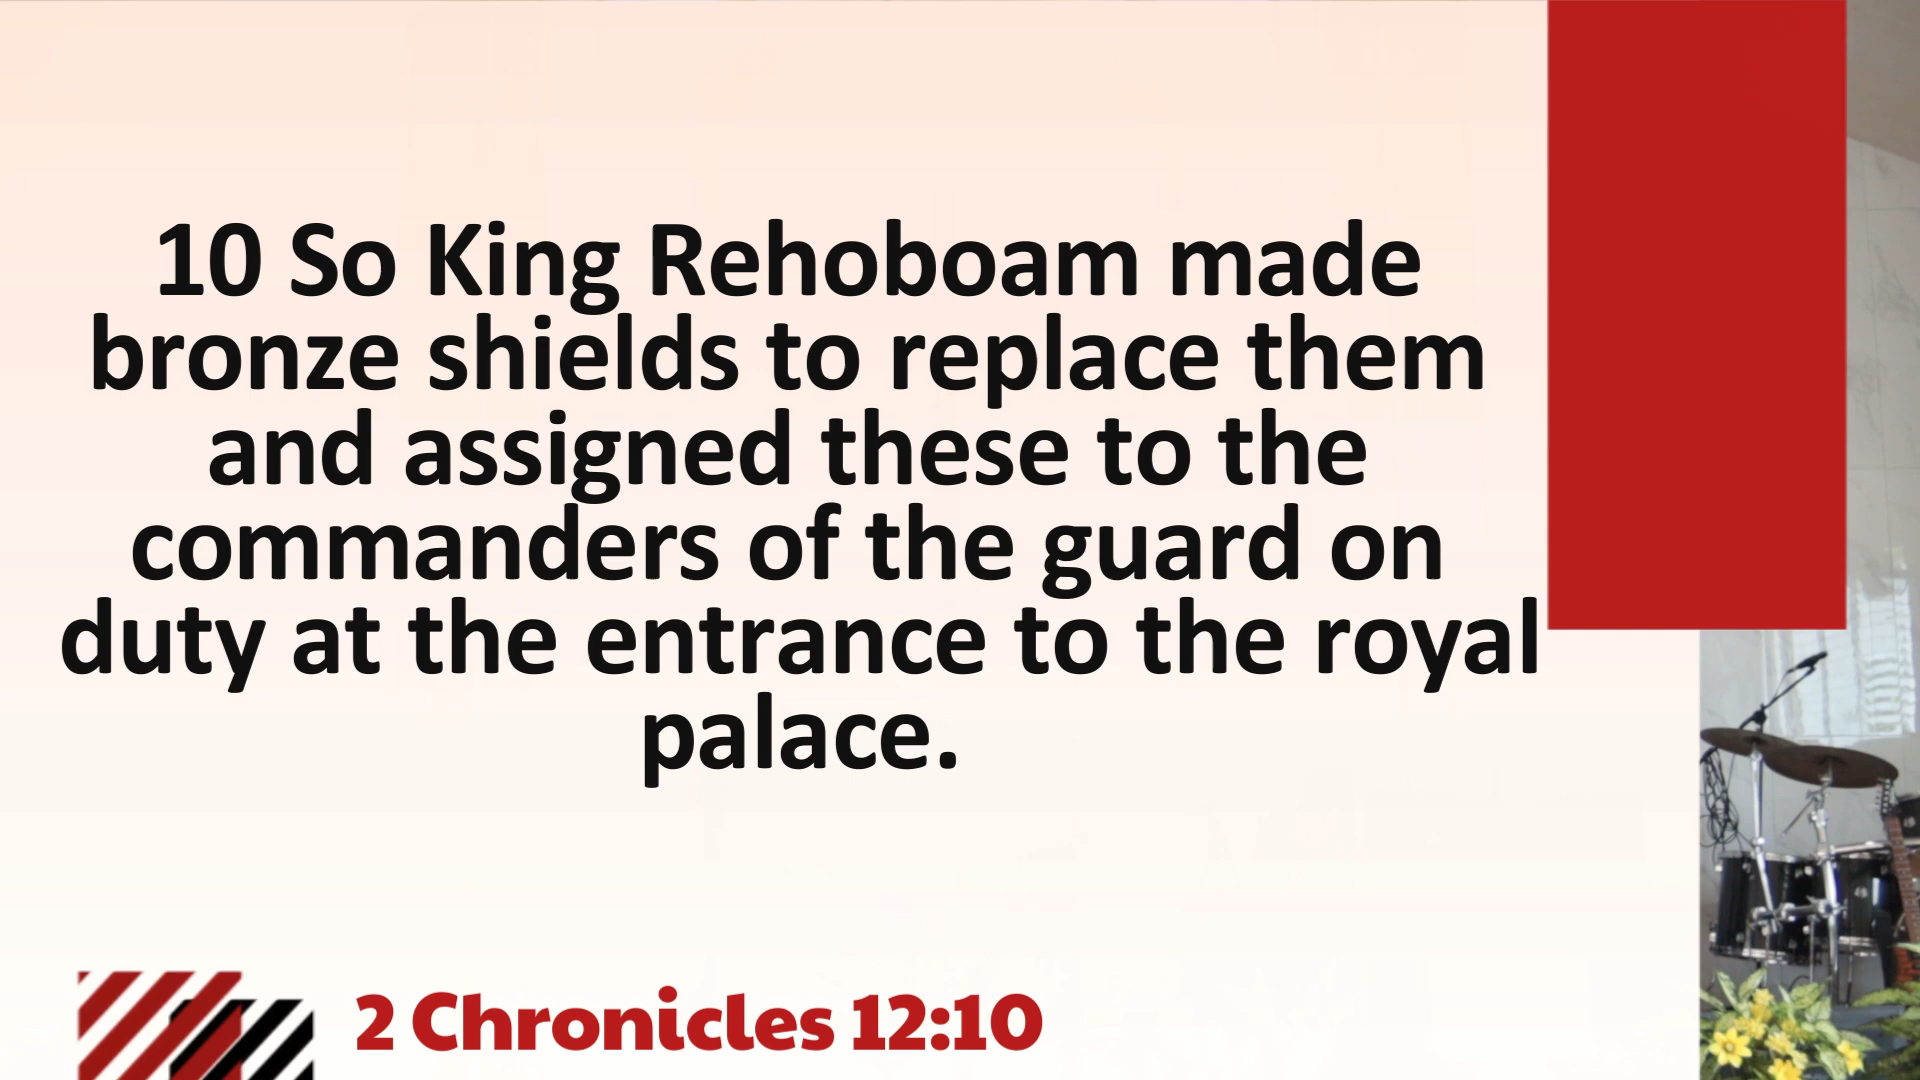 10 So King Rehoboam made
bronze shields to replace them
and assigned these to the
commanders of the guard on
duty at the entrance to the royal
palace.
2 Chronicles 12:10